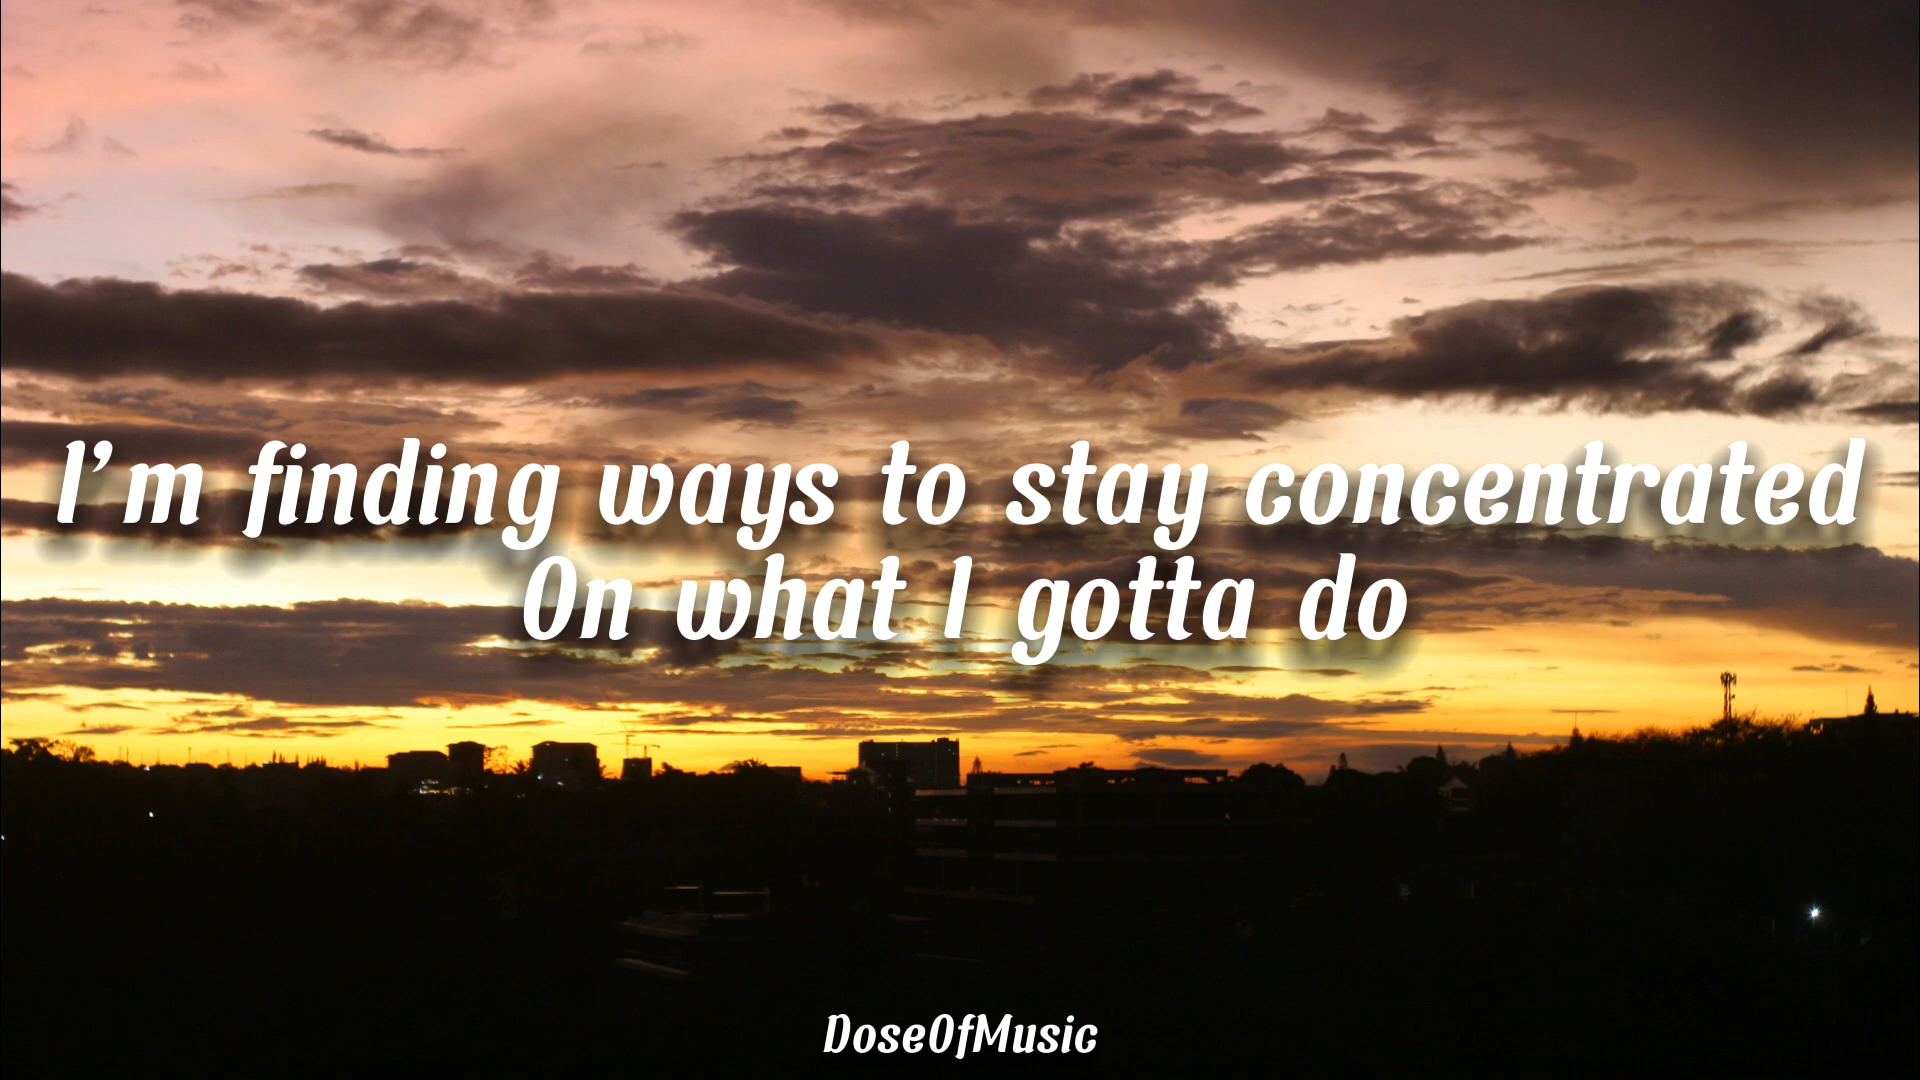 I'm finding ways to stay concentrated
On what I gotta do
DoseOfMusic